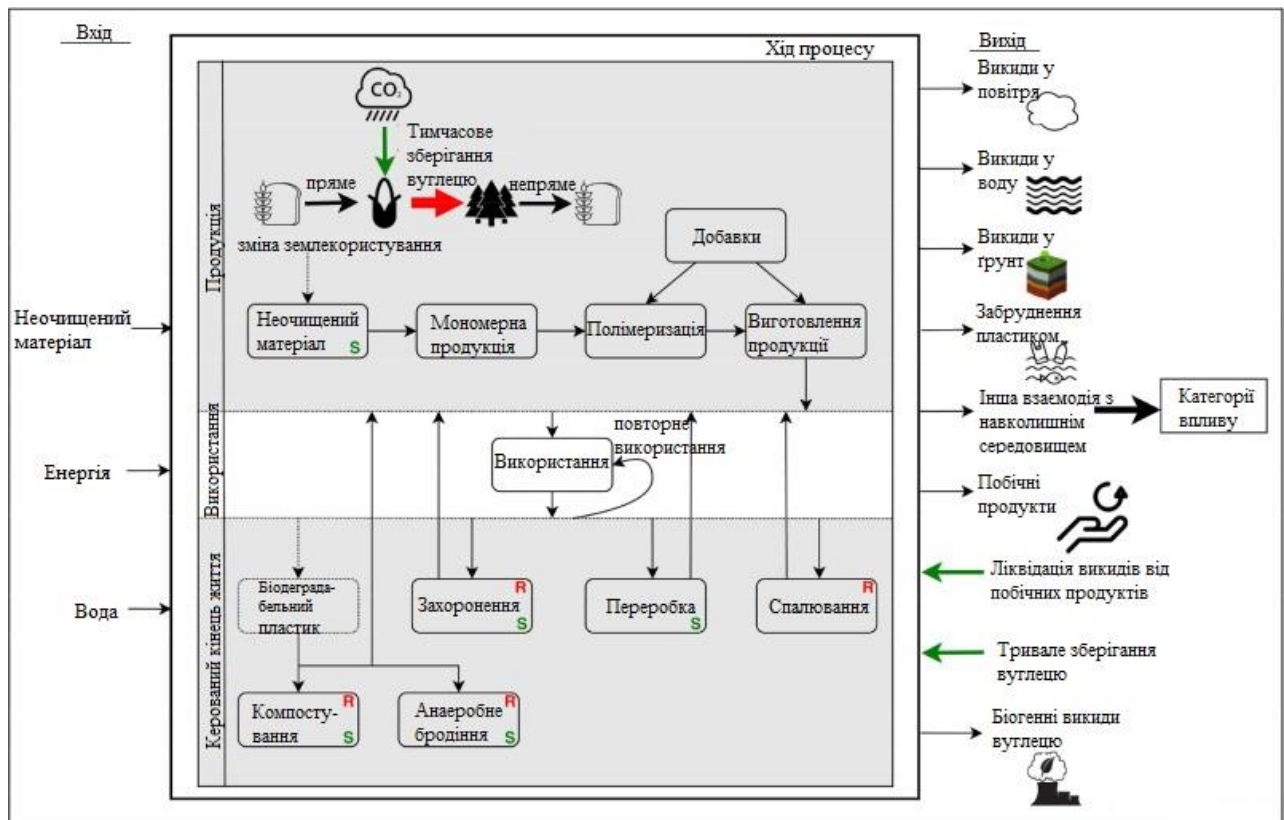 Вхід
Хід процесу
Вихід
Викиди у
повітря
CO₂
Тимчасове
зберігання
вуглецю
пряме
непряме
зміна землекористування
Викиди у
воду
Продукція
Добавки
Викиди у
ґрунт
Неочищений
матеріал
Неочищений
матеріал
S
Мономерна
продукція
Полімеризація
Виготовлення
продукції
Забруднення
пластиком
Інша взаємодія з
навколишнім
середовищем
Категорії
впливу
Використання
повторне
використання
Використання
Енергія
Побічні
продукти
Керований кінець життя
Вода
Біодеграда-
бельний
пластик
R
Захоронення
S
Переробка
S
R
Спалювання
Ліквідація викидів від
побічних продуктів
Тривале зберігання
вуглецю
R
Компосту-
вання
S
R
Анаеробне
бродіння
S
Біогенні викиди
вуглецю